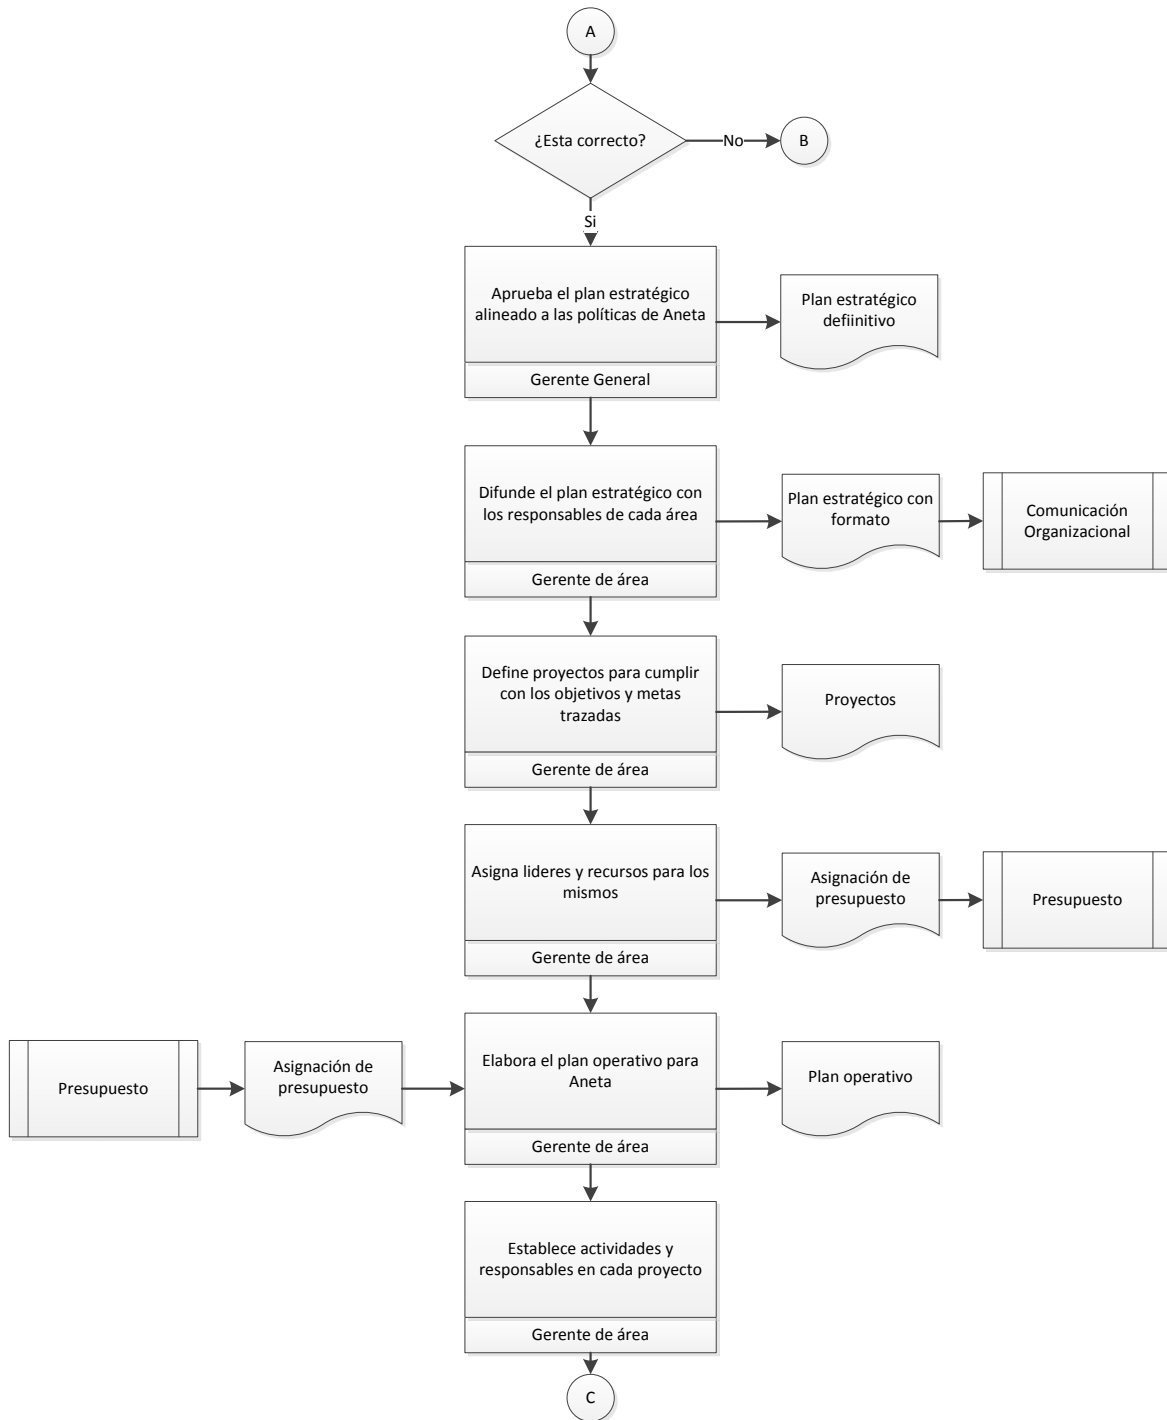 A
¿Esta correcto?
No
B
Si
Aprueba el plan estratégico
alineado a las políticas de Aneta
Gerente General
Plan estratégico
defiinitivo
Difunde el plan estratégico con
los responsables de cada área
Gerente de área
Plan estratégico con
formato
Comunicación
Organizacional
Define proyectos para cumplir
con los objetivos y metas
trazadas
Gerente de área
Proyectos
Asigna lideres y recursos para los
mismos
Gerente de área
Asignación de
presupuesto
Presupuesto
Presupuesto
Asignación de
presupuesto
Elabora el plan operativo para
Aneta
Gerente de área
Plan operativo
Establece actividades y
responsables en cada proyecto
Gerente de área
C